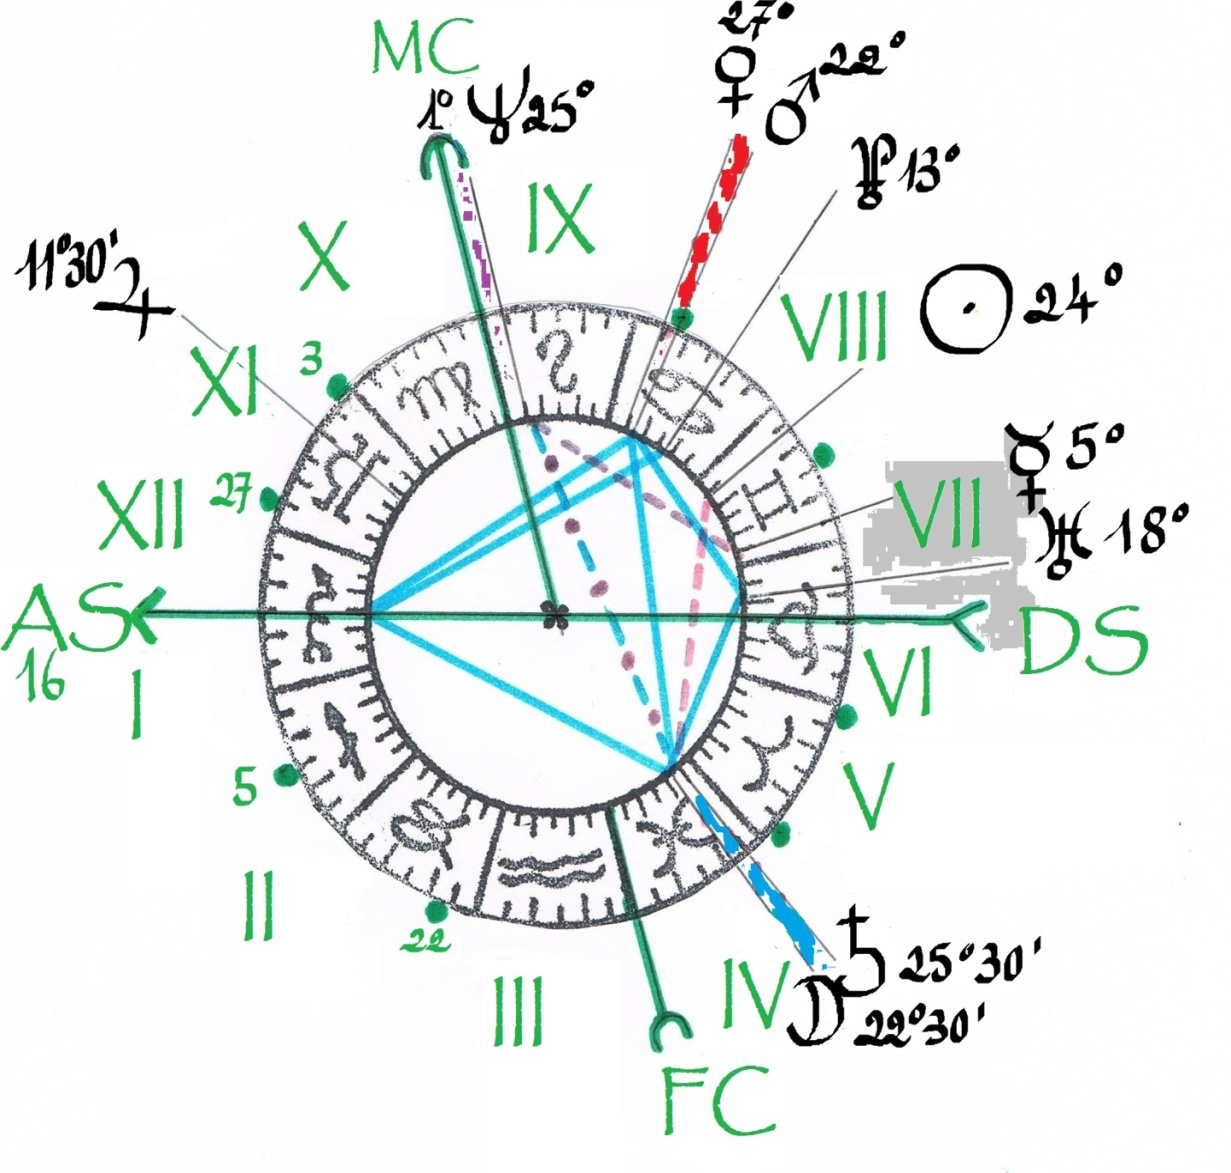 27°
MC
♀
♂ 22°
1° ♆ 25°
♇ 13°
IX
X
11°30'
♃
VIII
☉ 24°
XI
3
♍
♌
♋
☿ 5°
XII
27
♎
♊
VII
♅ 18°
AS
16
♏
♉
DS
I
VI
♐
♈
5
V
♑
♒
♓
II
22
♄ 25°30'
III
IV
☽ 22°30'
FC